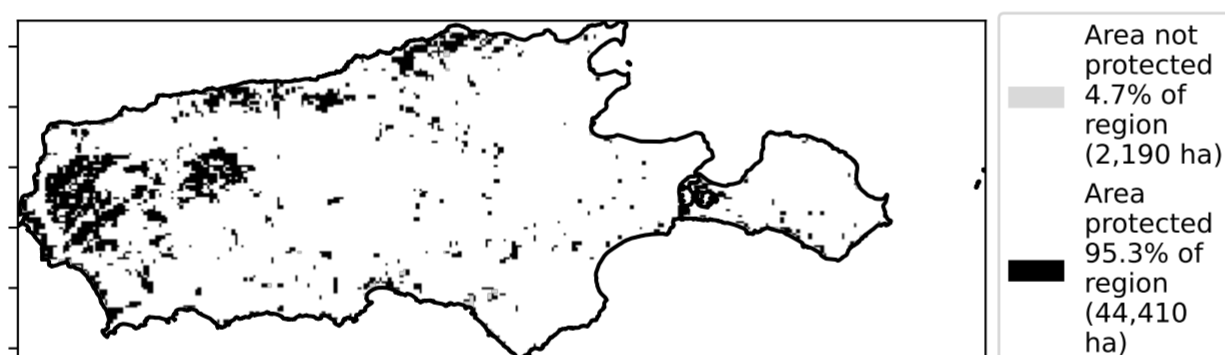 Area not
protected
4.7% of
region
(2,190 ha)
Area
protected
95.3% of
region
(44,410
ha)